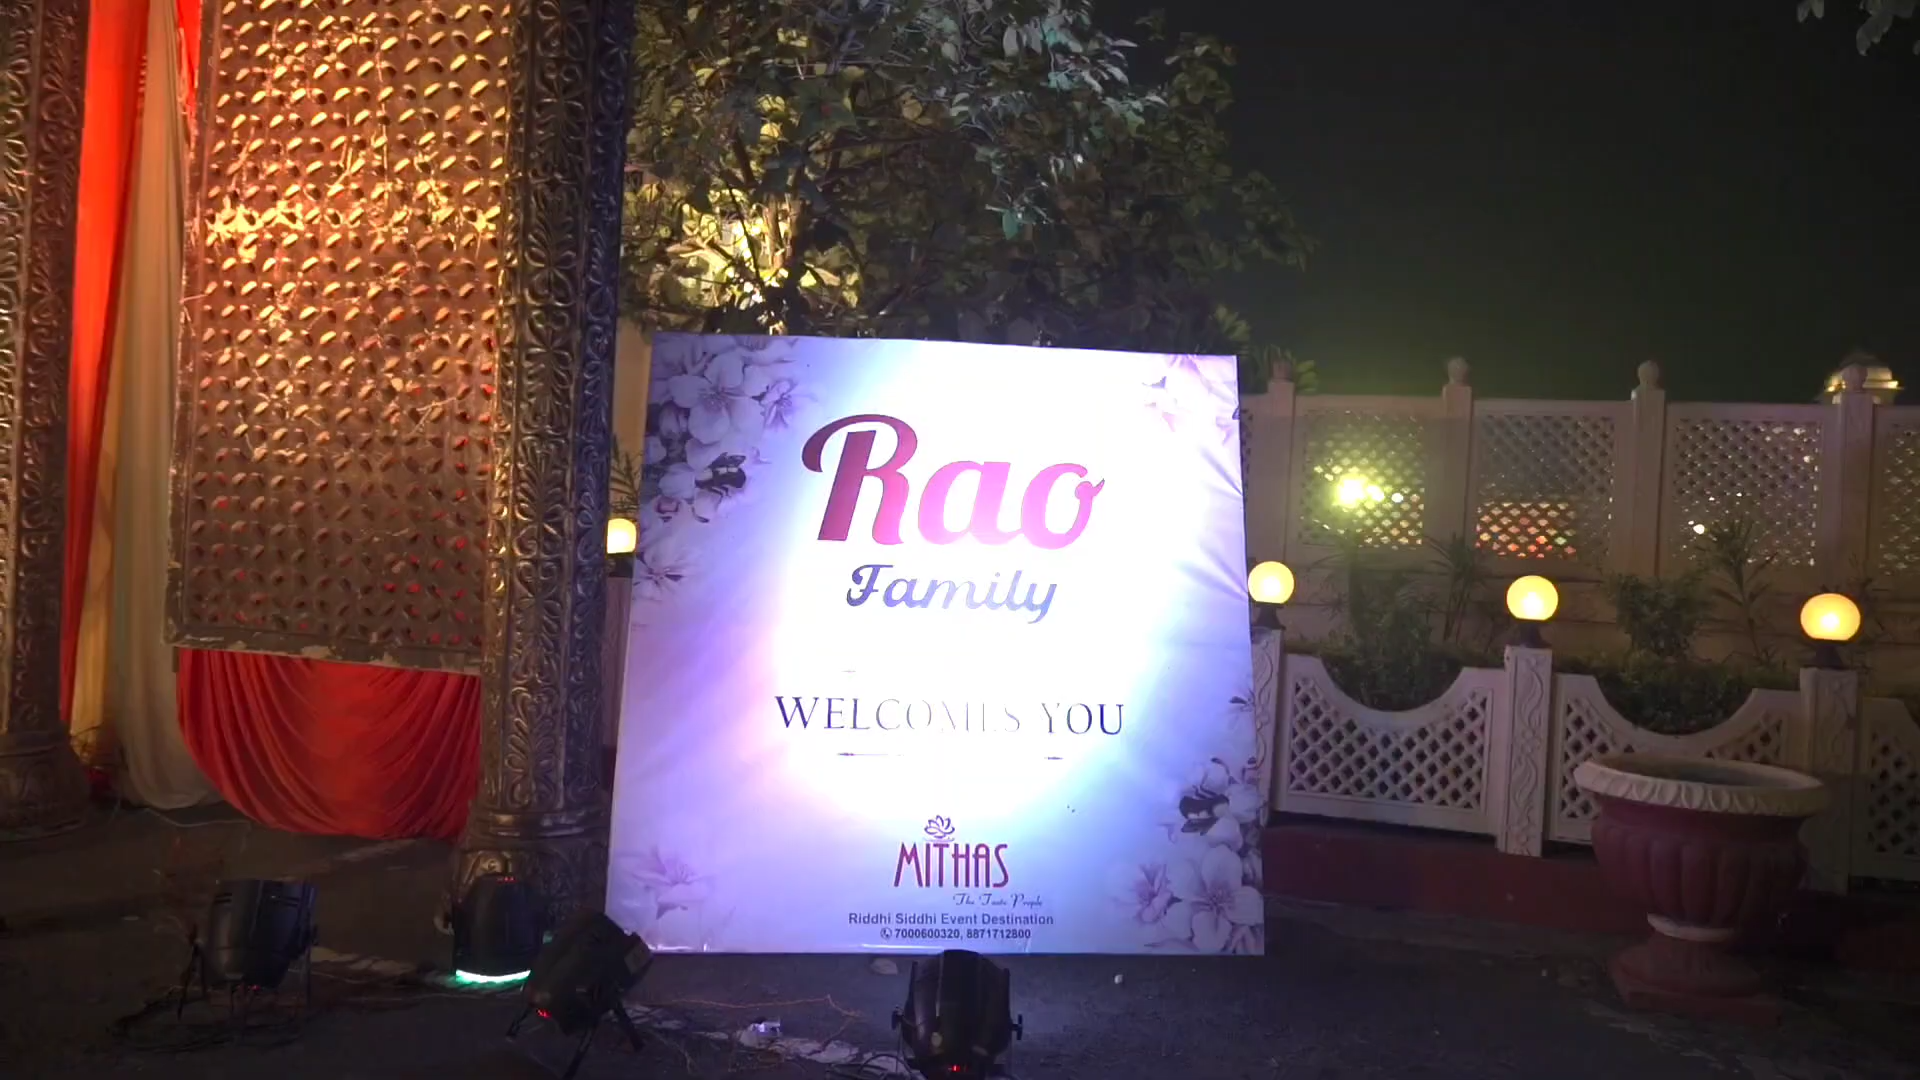 Rao
Family
WELCOMES YOU
MITHAS
The Taste People
Riddhi Siddhi Event Destination
7000600320, 8871712800